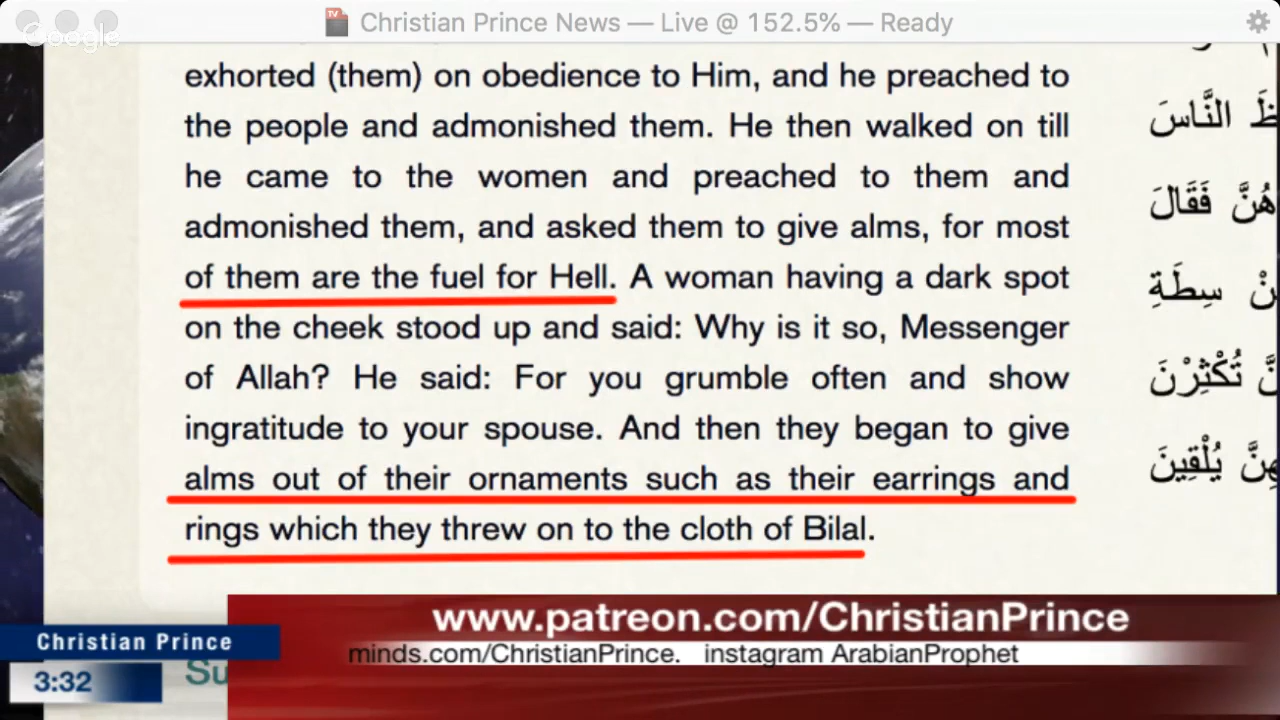 Christian Prince News — Live @ 152.5% — Ready
Google
exhorted (them) on obedience to Him, and he preached to
the people and admonished them. He then walked on till
he came to the women and preached to them and
admonished them, and asked them to give alms, for most
of them are the fuel for Hell. A woman having a dark spot
on the cheek stood up and said: Why is it so, Messenger
of Allah? He said: For you grumble often and show
ingratitude to your spouse. And then they began to give
alms out of their ornaments such as their earrings and
rings which they threw on to the cloth of Bilal.
النَّاسَ
هُنَّ فَقَالَ
سِطَةِ
تُكْثِرْنَ
يُلْقِينَ
www.patreon.com/ChristianPrince
Christian Prince
minds.com/ChristianPrince. instagram ArabianProphet
3:32
Su